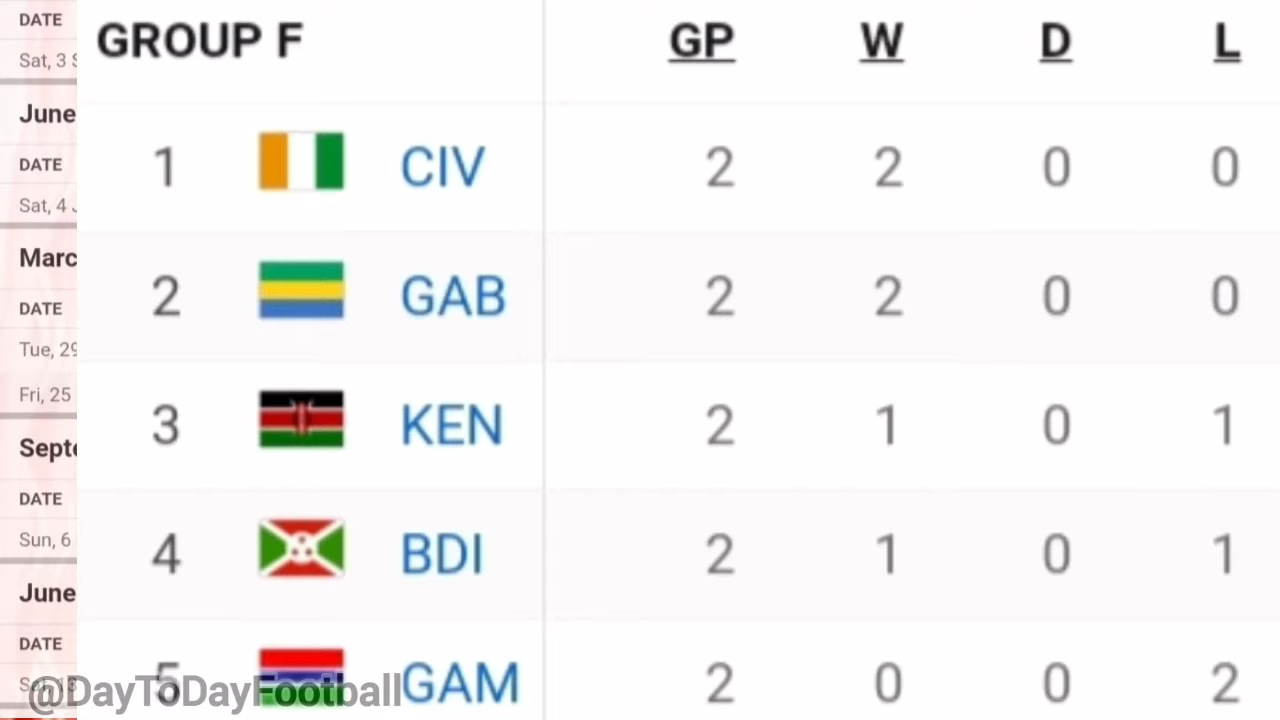 DATE
Sat, 3 S
June
DATE
Sat, 4 J
Marc
DATE
Tue, 29
Fri, 25
Septe
DATE
Sun, 6
June
DATE
GROUP F GP W D L
1 CIV 2 2 0 0
2 GAB 2 2 0 0
3 KEN 2 1 0 1
4 BDI 2 1 0 1
5 GAM 2 0 0 2
@DayToDayFootball